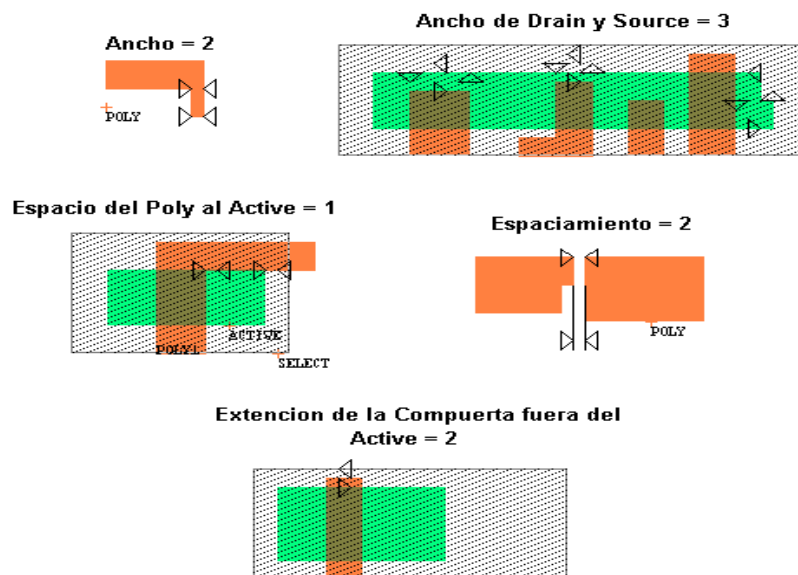 Ancho de Drain y Source = 3
Ancho = 2
POLY
Espacio del Poly al Active = 1
Espaciamiento = 2
ACTIVE
POLY
POLY1
SELECT
Extencion de la Compuerta fuera del
Active = 2